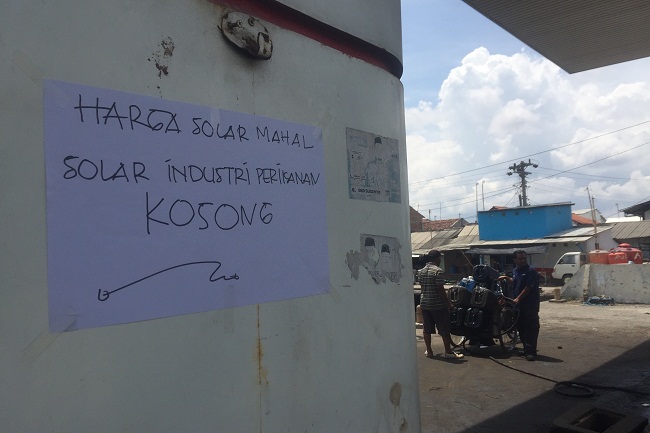 HARGA SOLAR MAHAL
SOLAR INDUSTRI PERIKANAN
KOSONG